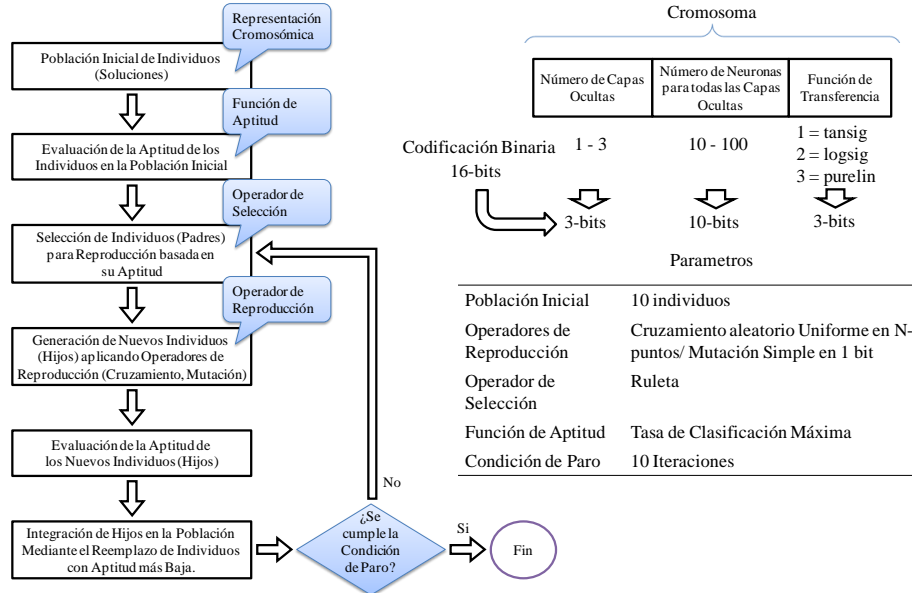 Representación
Cromosómica
Población Inicial de Individuos
(Soluciones)
Función de
Aptitud
Evaluación de la Aptitud de los
Individuos en la Población Inicial
Operador de
Selección
Selección de Individuos (Padres)
para Reproducción basada en
su Aptitud
Operador de
Reproducción
Generación de Nuevos Individuos
(Hijos) aplicando Operadores de
Reproducción (Cruzamiento, Mutación)
Evaluación de la Aptitud de
los Nuevos Individuos (Hijos)
Integración de Hijos en la Población
Mediante el Reemplazo de Individuos
con Aptitud más Baja.
¿Se
cumple la
Condición
de Paro?
No
Si
Fin
Cromosoma
Número de Capas
Ocultas
Número de Neuronas
para todas las Capas
Ocultas
Función de
Transferencia
Codificación Binaria
16-bits
1 - 3
10 - 100
1 = tansig
2 = logsig
3 = purelin
3-bits
10-bits
3-bits
Parametros
Población Inicial 10 individuos
Operadores de Cruzamiento aleatorio Uniforme en N-
Reproducción puntos/ Mutación Simple en 1 bit
Operador de Ruleta
Selección
Función de Aptitud Tasa de Clasificación Máxima
Condición de Paro 10 Iteraciones